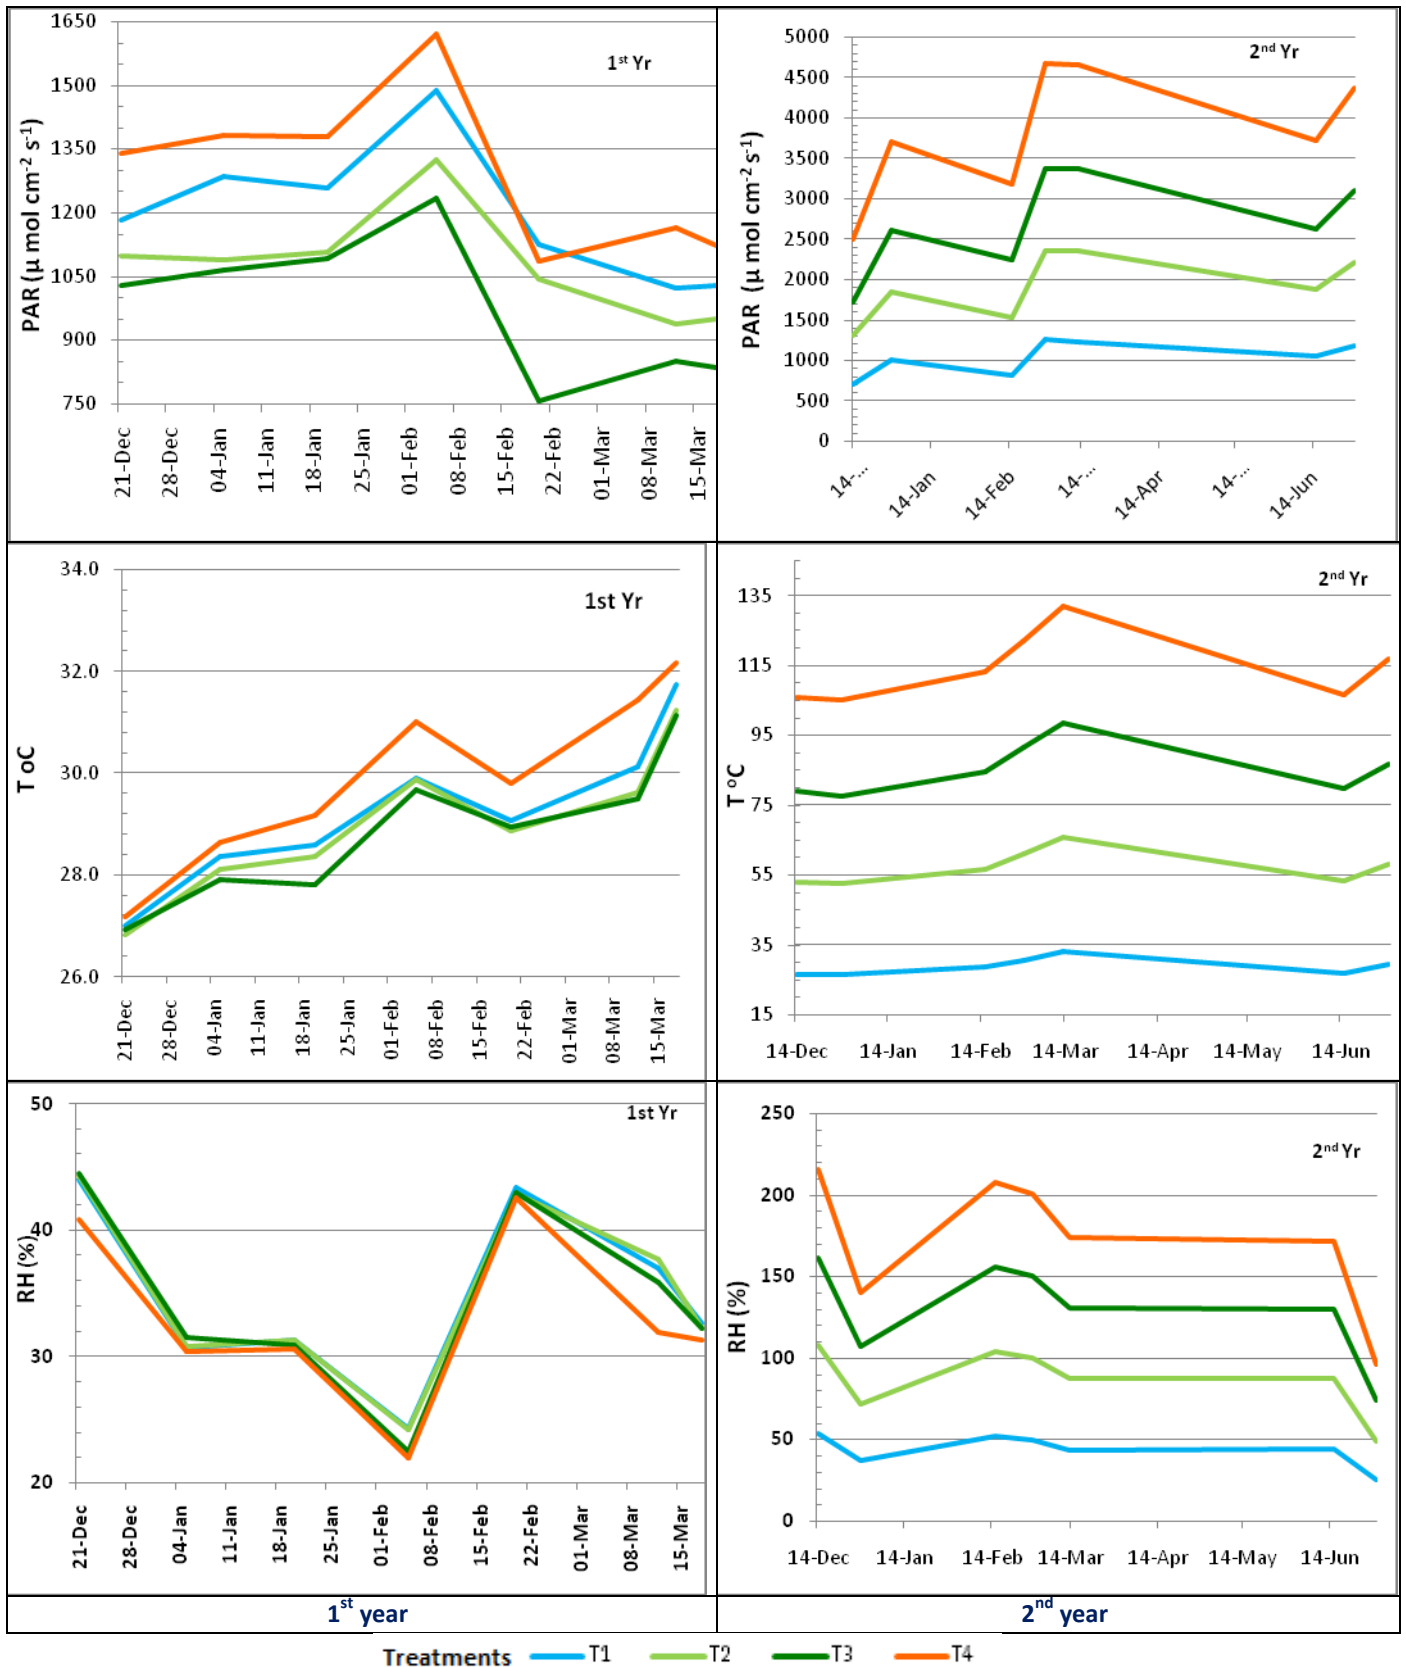 1st Yr
PAR (µ mol cm-2 s-1)
1650
1500
1350
1200
1050
900
750
21-Dec
28-Dec
04-Jan
11-Jan
18-Jan
25-Jan
01-Feb
08-Feb
15-Feb
22-Feb
01-Mar
08-Mar
15-Mar
2nd Yr
PAR (µ mol cm-2 s-1)
5000
4500
4000
3500
3000
2500
2000
1500
1000
500
0
14-...
14-Jan
14-Feb
14-...
14-Apr
14-...
14-Jun
1st Yr
T oC
34.0
32.0
30.0
28.0
26.0
21-Dec
28-Dec
04-Jan
11-Jan
18-Jan
25-Jan
01-Feb
08-Feb
15-Feb
22-Feb
01-Mar
08-Mar
15-Mar
2nd Yr
T oC
135
115
95
75
55
35
15
14-Dec
14-Jan
14-Feb
14-Mar
14-Apr
14-May
14-Jun
1st Yr
RH (%)
50
40
30
20
21-Dec
28-Dec
04-Jan
11-Jan
18-Jan
25-Jan
01-Feb
08-Feb
15-Feb
22-Feb
01-Mar
08-Mar
15-Mar
2nd Yr
RH (%)
250
200
150
100
50
0
14-Dec
14-Jan
14-Feb
14-Mar
14-Apr
14-May
14-Jun
1st year
2nd year
Treatments T1 T2 T3 T4